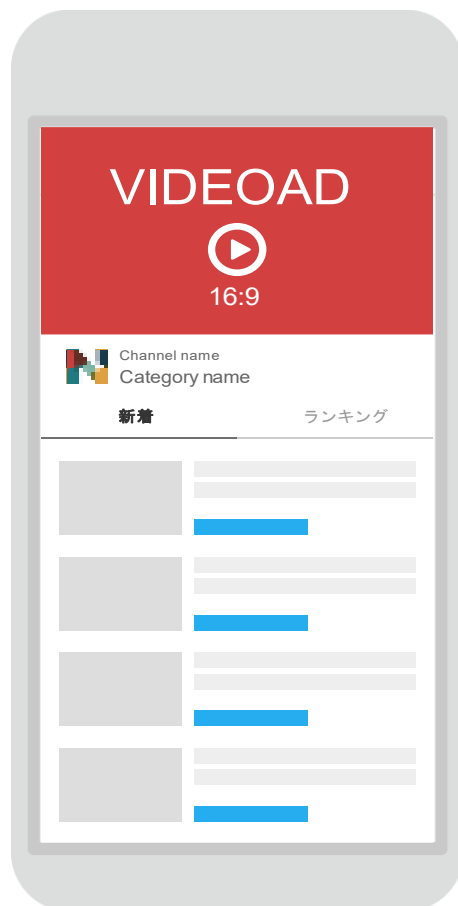 VIDEOAD
16:9
Channel name
Category name
新着
ランキング